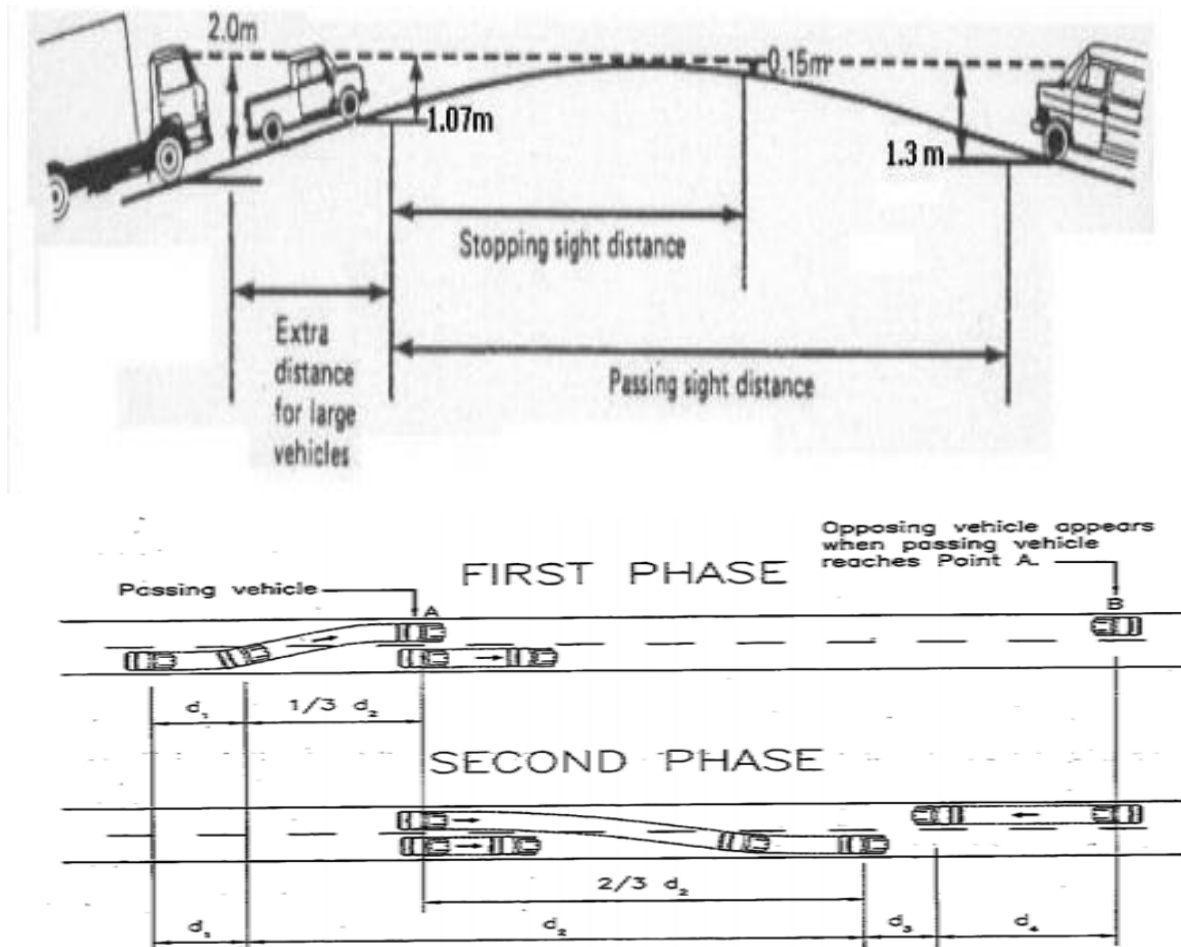 2.0m
0.15m
1.07m
1.3 m
Stopping sight distance
Extra
distance
for large
vehicles
Passing sight distance
Opposing vehicle appears
when passing vehicle
reaches Point A.
FIRST PHASE
Passing vehicle
A
B
d₁
1/3 d₂
SECOND PHASE
2/3 d₂
d₁
d₂
d₃
d₄